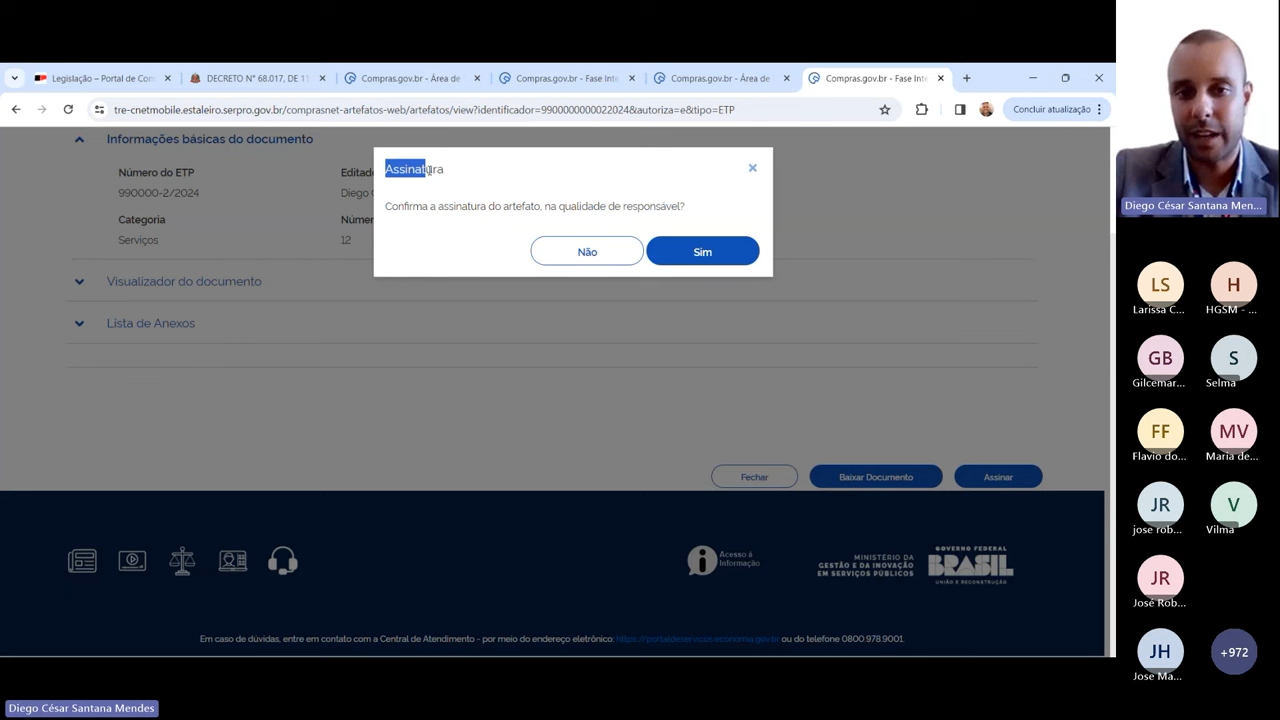 Legislação – Portal de Com
DECRETO N° 68.017, DE 11
Compras.gov.br - Área de
Compras.gov.br - Fase Inte
Compras.gov.br - Área de
Compras.gov.br - Fase Inte
tre-cnetmobile.estaleiro.serpro.gov.br/comprasnet-artefatos-web/artefatos/view?identificador=9900000000022024&autoriza=e&tipo=ETP
Concluir atualização
Informações básicas do documento
Número do ETP
Editado
990000-2/2024
Diego C
Categoria
Númer
Serviços
12
Assinatura
Confirma a assinatura do artefato, na qualidade de responsável?
Não
Sim
Visualizador do documento
Lista de Anexos
Fechar
Baixar Documento
Assinar
Acesso à
Informação
MINISTÉRIO DA
GESTÃO E DA INOVAÇÃO
EM SERVIÇOS PÚBLICOS
GOVERNO FEDERAL
BRASIL
UNIÃO E RECONSTRUÇÃO
Em caso de dúvidas, entre em contato com a Central de Atendimento - por meio do endereço eletrônico: https://portaldeservicos.economia.gov.br ou do telefone 0800.978.9001.
Diego César Santana Men...
LS
Larissa C...
H
HGSM - ...
GB
Gilcemar...
S
Selma
FF
Flavio do...
MV
Maria de...
JR
jose rob...
V
Vilma
JR
José Rob...
JH
Jose Ma...
+972
Diego César Santana Mendes